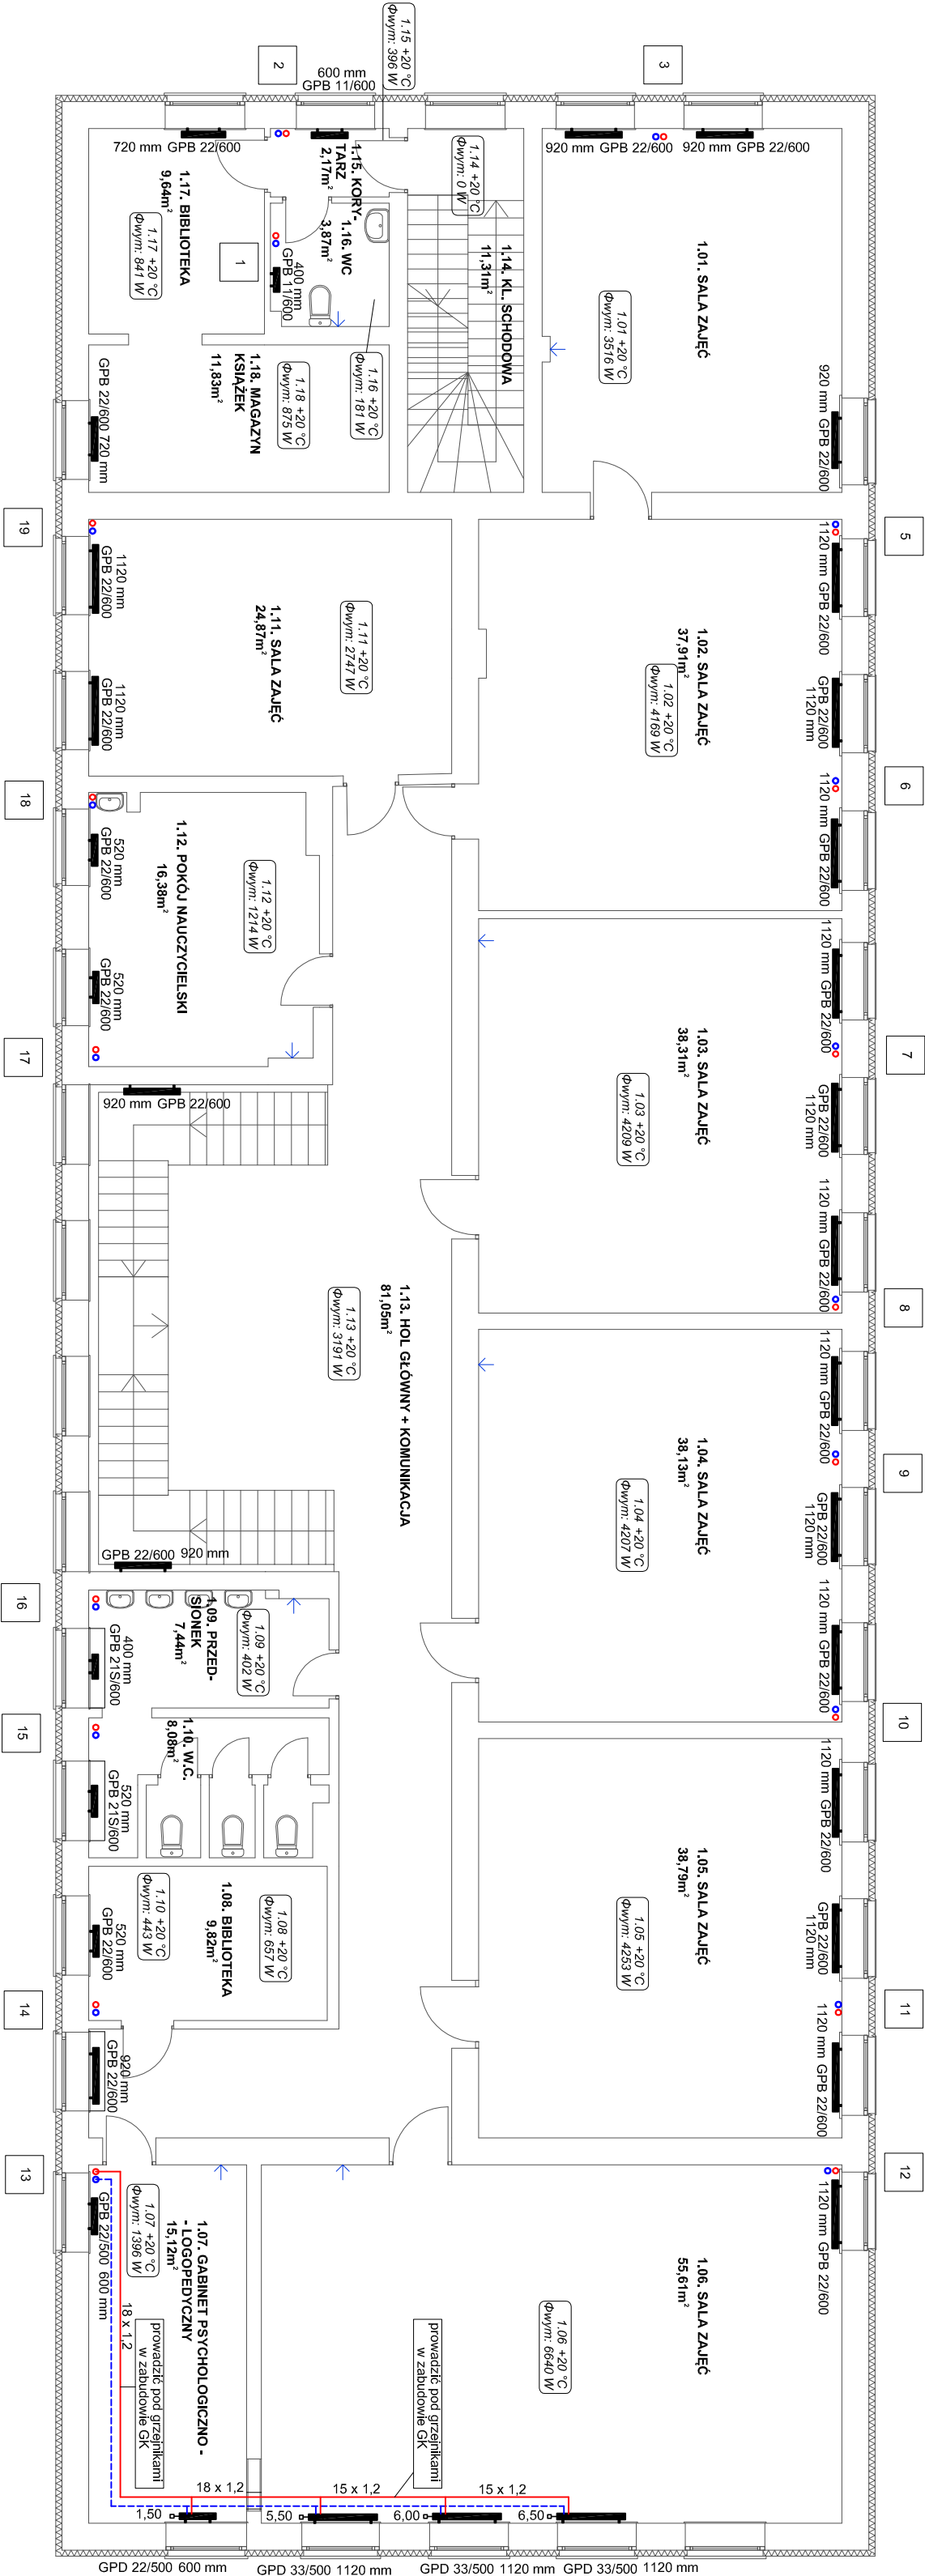 1.15 +20 °C
Φwym: 396 W
2
600 mm
GPB 11/600
3
720 mm GPB 22/600
920 mm GPB 22/600
920 mm GPB 22/600
1.15. KORY-
TARZ
2,17m²
1.14 +20 °C
Φwym: 0 W
1.17. BIBLIOTEKA
9,64m²
1.17 +20 °C
Φwym: 841 W
1.16. WC
3,87m²
1
400 mm
GPB 11/600
1.14. KL. SCHODOWA
11,31m²
1.01. SALA ZAJĘĆ
1.01 +20 °C
Φwym: 3516 W
1.16 +20 °C
Φwym: 181 W
1.18. MAGAZYN
KSIĄŻEK
11,83m²
1.18 +20 °C
Φwym: 875 W
GPB 22/600 720 mm
920 mm GPB 22/600
19
5
1120 mm
GPB 22/600
1120 mm GPB 22/600
1.11. SALA ZAJĘĆ
24,87m²
1.11 +20 °C
Φwym: 2747 W
1.02. SALA ZAJĘĆ
37,91m²
1.02 +20 °C
Φwym: 4169 W
1120 mm
GPB 22/600
GPB 22/600
1120 mm
18
6
1120 mm GPB 22/600
520 mm
GPB 22/600
1.12. POKÓJ NAUCZYCIELSKI
16,38m²
1.12 +20 °C
Φwym: 1214 W
520 mm
GPB 22/600
1120 mm GPB 22/600
17
7
1.03. SALA ZAJĘĆ
38,31m²
1.03 +20 °C
Φwym: 4209 W
920 mm GPB 22/600
GPB 22/600
1120 mm
1120 mm GPB 22/600
8
1.13. HOL GŁÓWNY + KOMUNIKACJA
81,05m²
1.13 +20 °C
Φwym: 3191 W
1120 mm GPB 22/600
9
1.04. SALA ZAJĘĆ
38,13m²
1.04 +20 °C
Φwym: 4207 W
GPB 22/600
1120 mm
GPB 22/600 920 mm
16
1120 mm GPB 22/600
1.09. PRZED-
SIONEK
7,44m²
1.09 +20 °C
Φwym: 402 W
400 mm
GPB 21S/600
15
10
1.10. W.C.
8,08m²
520 mm
GPB 21S/600
1120 mm GPB 22/600
1.05. SALA ZAJĘĆ
38,79m²
1.05 +20 °C
Φwym: 4253 W
1.10 +20 °C
Φwym: 443 W
1.08. BIBLIOTEKA
9,82m²
1.08 +20 °C
Φwym: 657 W
520 mm
GPB 22/600
GPB 22/600
1120 mm
14
11
920 mm
GPB 22/600
1120 mm GPB 22/600
13
12
GPB 22/500 600 mm
1120 mm GPB 22/600
1.07 +20 °C
Φwym: 1396 W
1.07. GABINET PSYCHOLOGICZNO -
- LOGOPEDYCZNY
15,12m²
1.06. SALA ZAJĘĆ
55,61m²
1.06 +20 °C
Φwym: 6640 W
18 x 1,2
prowadzić pod grzejnikami
w zabudowie GK
prowadzić pod grzejnikami
w zabudowie GK
18 x 1,2
15 x 1,2
15 x 1,2
1,50
5,50
6,00
6,50
GPD 22/500 600 mm
GPD 33/500 1120 mm
GPD 33/500 1120 mm
GPD 33/500 1120 mm